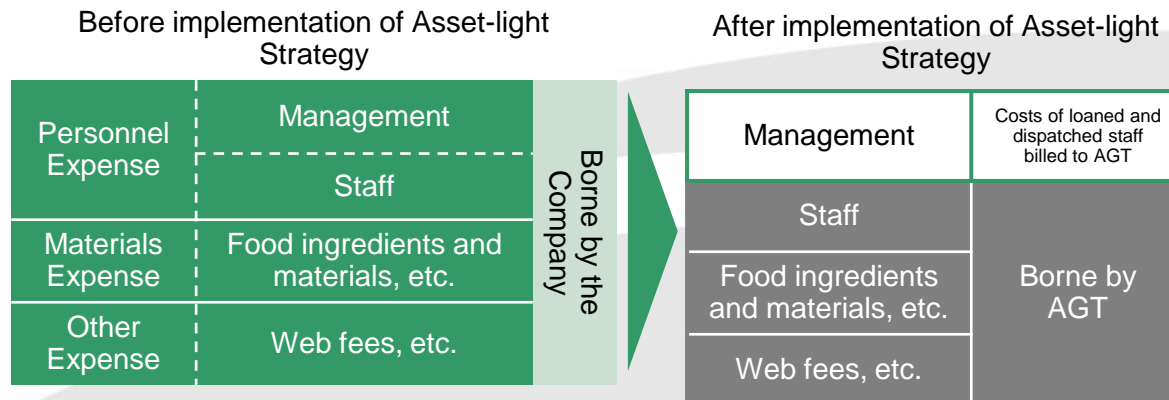 Before implementation of Asset-light
Strategy
Personnel
Expense
Management
Staff
Materials
Expense
Food ingredients and
materials, etc.
Other
Expense
Web fees, etc.
Borne by the
Company
After implementation of Asset-light
Strategy
Management
Costs of loaned and
dispatched staff
billed to AGT
Staff
Food ingredients
and materials, etc.
Web fees, etc.
Borne by
AGT